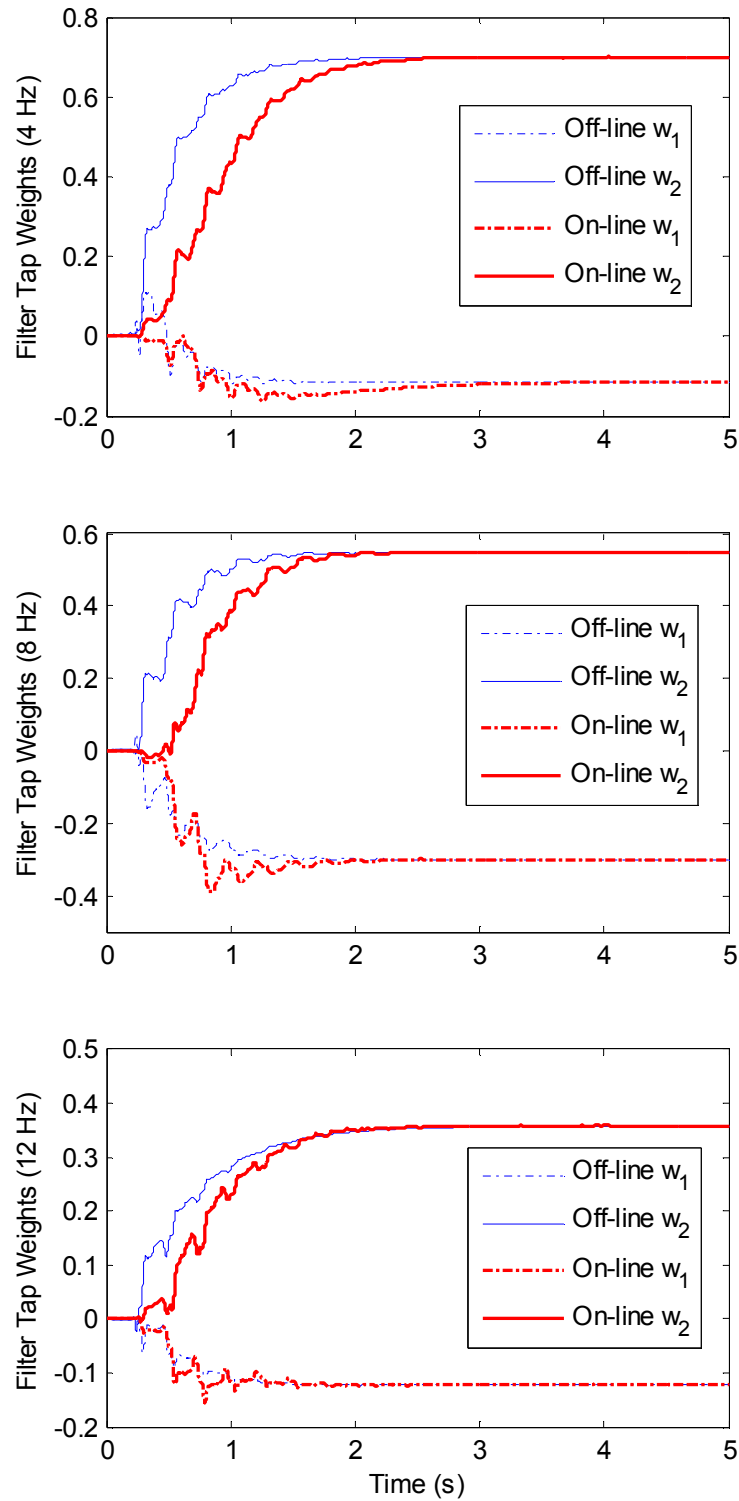 Filter Tap Weights (4 Hz)
0.8
0.6
0.4
0.2
0
-0.2
0
1
2
3
4
5
Off-line w1
Off-line w2
On-line w1
On-line w2
Filter Tap Weights (8 Hz)
0.6
0.4
0.2
0
-0.2
-0.4
0
1
2
3
4
5
Off-line w1
Off-line w2
On-line w1
On-line w2
Filter Tap Weights (12 Hz)
0.5
0.4
0.3
0.2
0.1
0
-0.1
-0.2
0
1
2
3
4
5
Off-line w1
Off-line w2
On-line w1
On-line w2
Time (s)